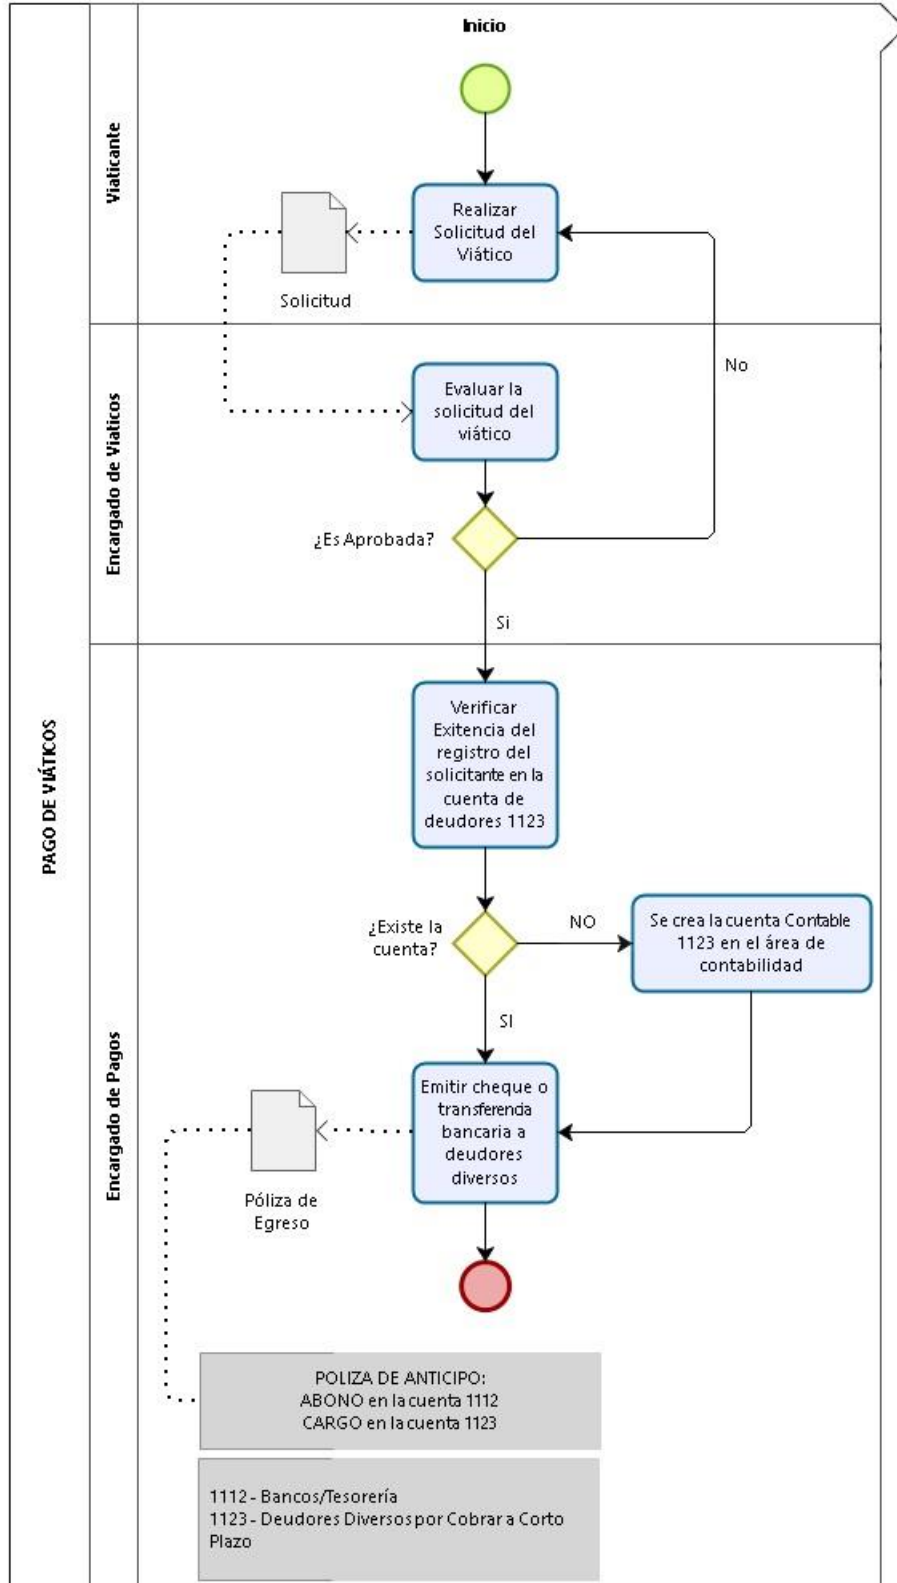 Inicio
PAGO DE VIÁTICOS
Viaticante
Realizar
Solicitud del
Viático
Solicitud
Encargado de Viaticos
Evaluar la
solicitud del
viático
No
¿Es Aprobada?
Si
Encargado de Pagos
Verificar
Exitencia del
registro del
solicitante en la
cuenta de
deudores 1123
¿Existe la
cuenta?
NO
Se crea la cuenta Contable
1123 en el área de
contabilidad
SI
Emitir cheque o
transferencia
bancaria a
deudores
diversos
Póliza de
Egreso
POLIZA DE ANTICIPO:
ABONO en la cuenta 1112
CARGO en la cuenta 1123
1112 - Bancos/Tesorería
1123 - Deudores Diversos por Cobrar a Corto
Plazo